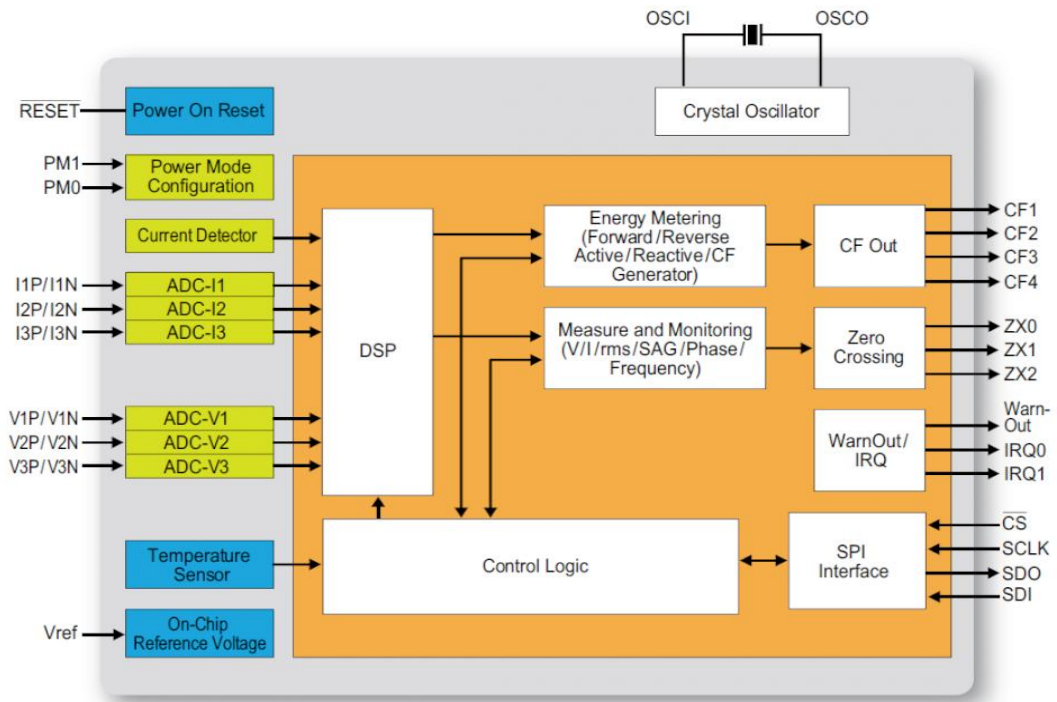 OSCI
OSCO
Crystal Oscillator
RESET
Power On Reset
PM1
PM0
Power Mode
Configuration
Current Detector
I1P/I1N
I2P/I2N
I3P/I3N
ADC-I1
ADC-I2
ADC-I3
V1P/V1N
V2P/V2N
V3P/V3N
ADC-V1
ADC-V2
ADC-V3
Temperature
Sensor
Vref
On-Chip
Reference Voltage
DSP
Control Logic
Energy Metering
(Forward/Reverse
Active/Reactive/CF
Generator)
Measure and Monitoring
(V/I/rms/SAG/Phase/
Frequency)
CF Out
CF1
CF2
CF3
CF4
Zero
Crossing
ZX0
ZX1
ZX2
WarnOut/
IRQ
Warn-
Out
IRQ0
IRQ1
SPI
Interface
CS
SCLK
SDO
SDI